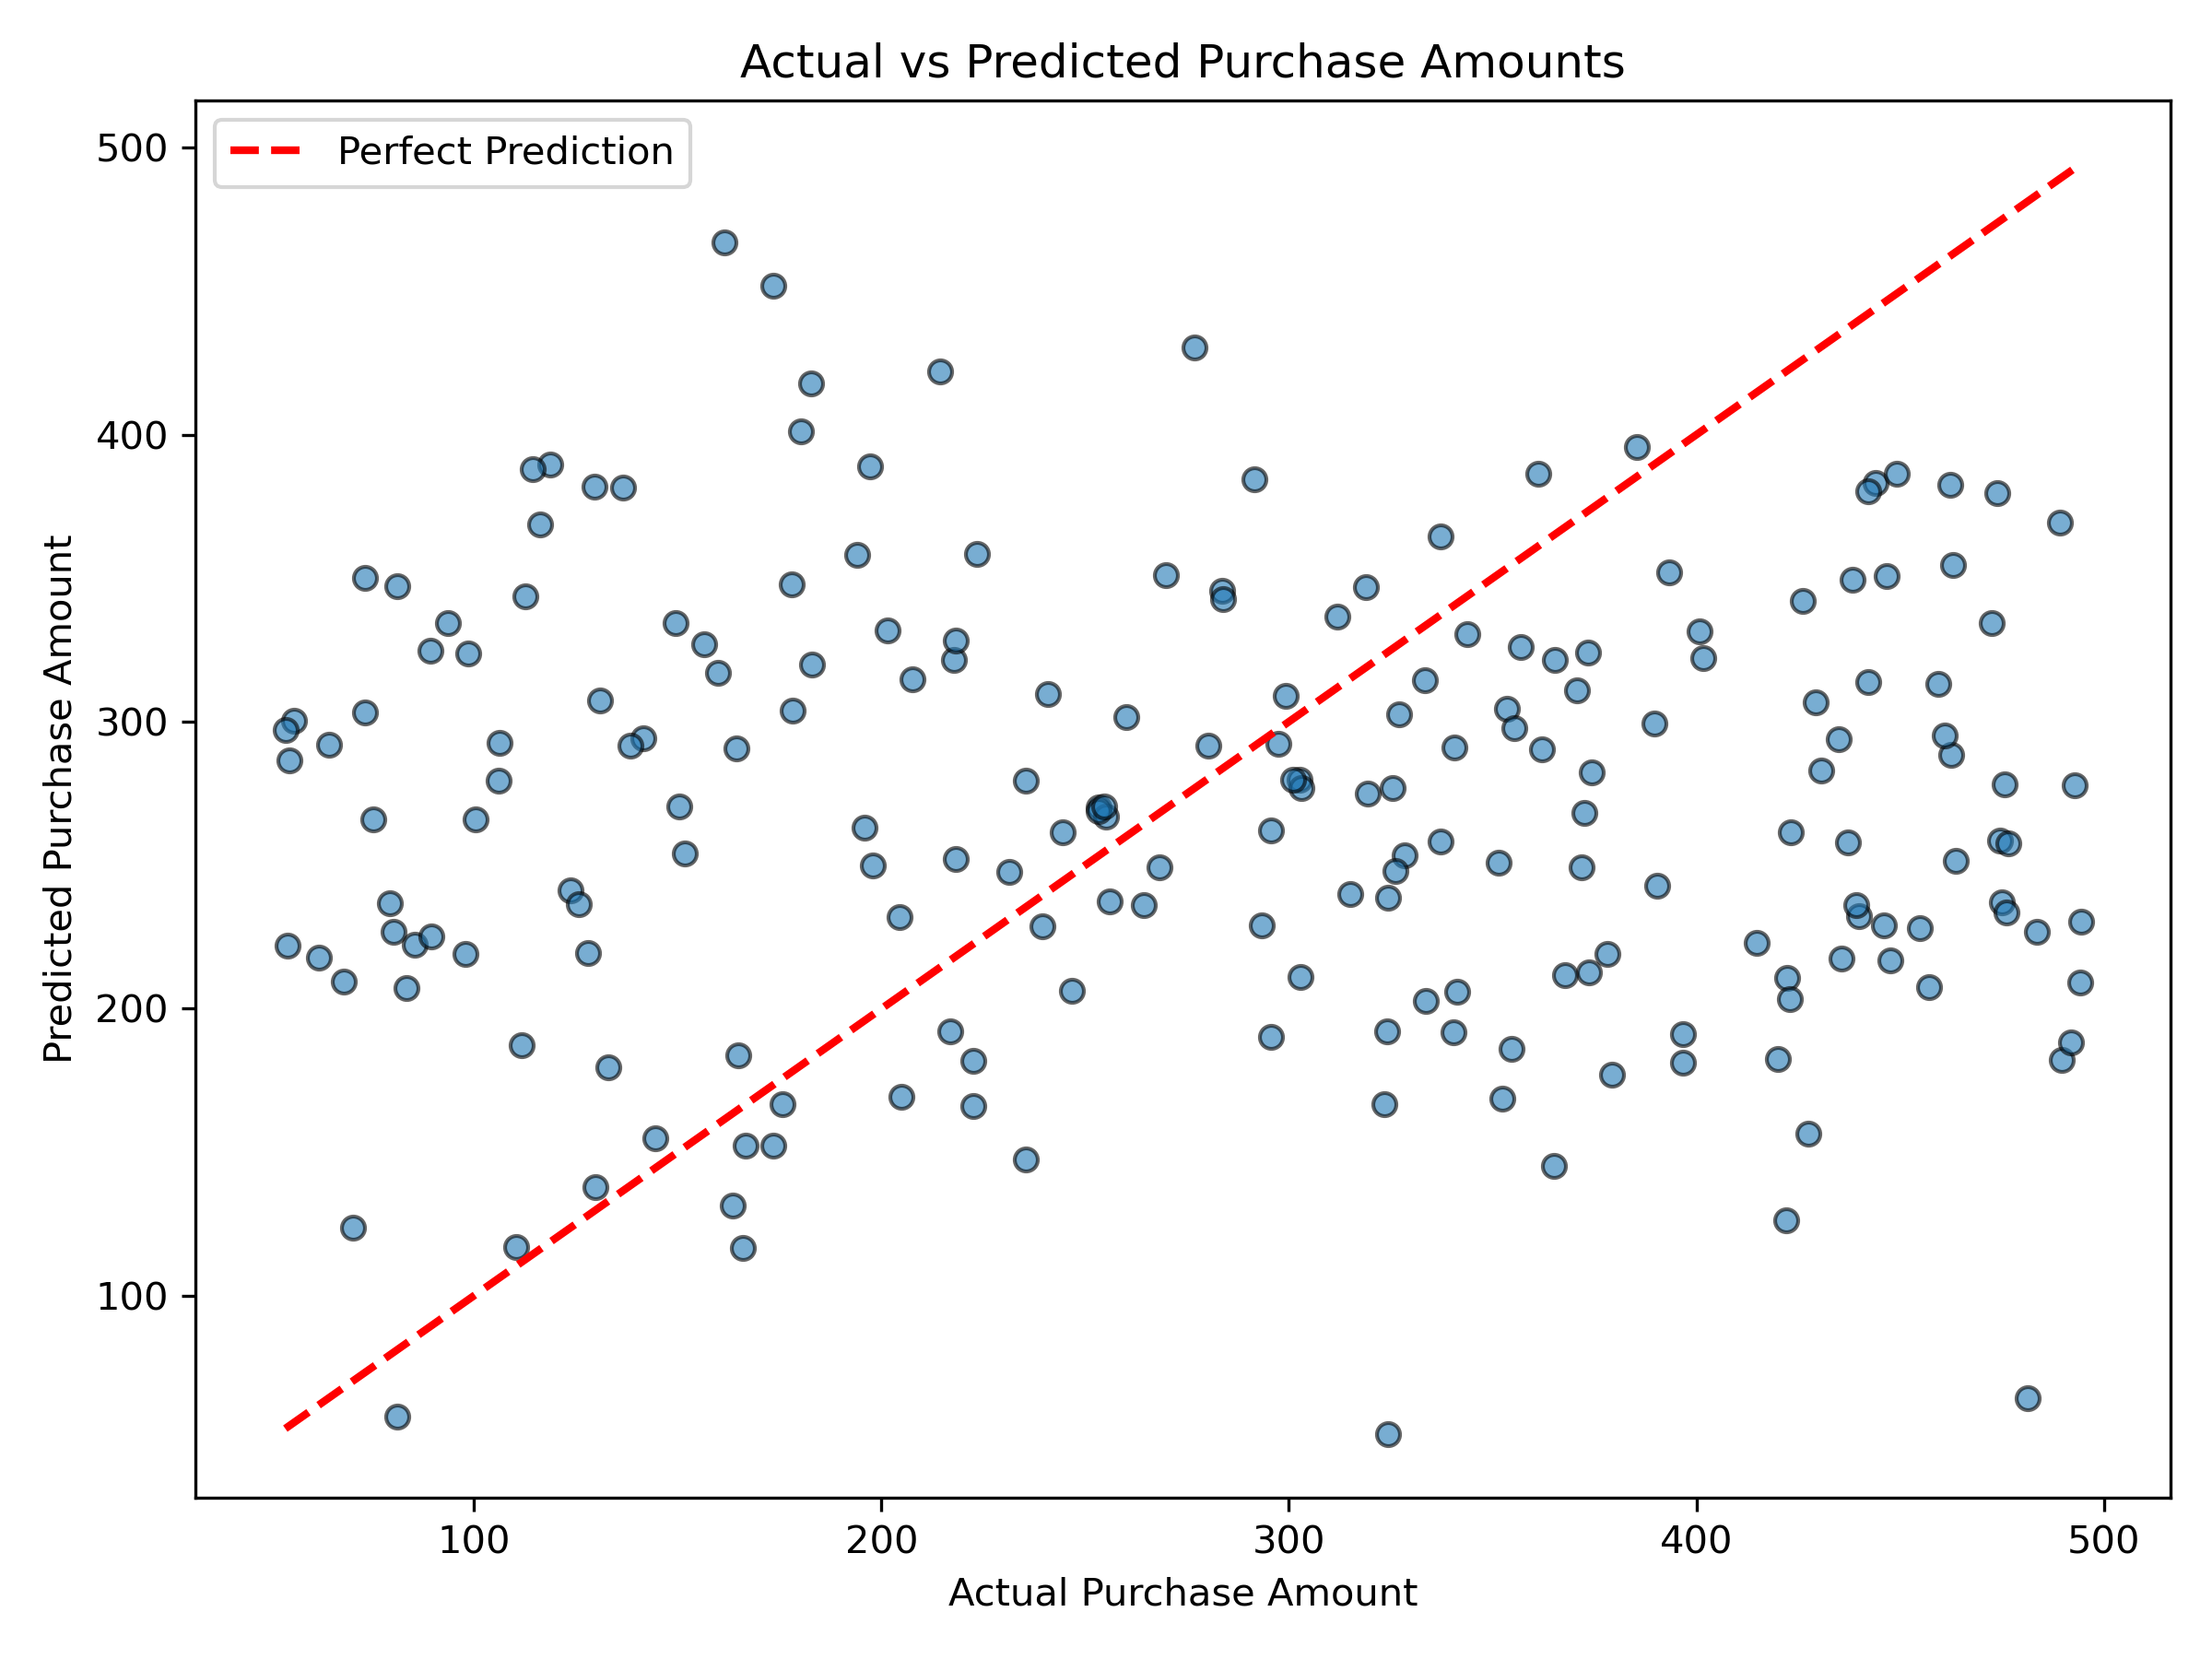 Actual vs Predicted Purchase Amounts
Perfect Prediction
500
400
300
200
100
Predicted Purchase Amount
100 200 300 400 500
Actual Purchase Amount